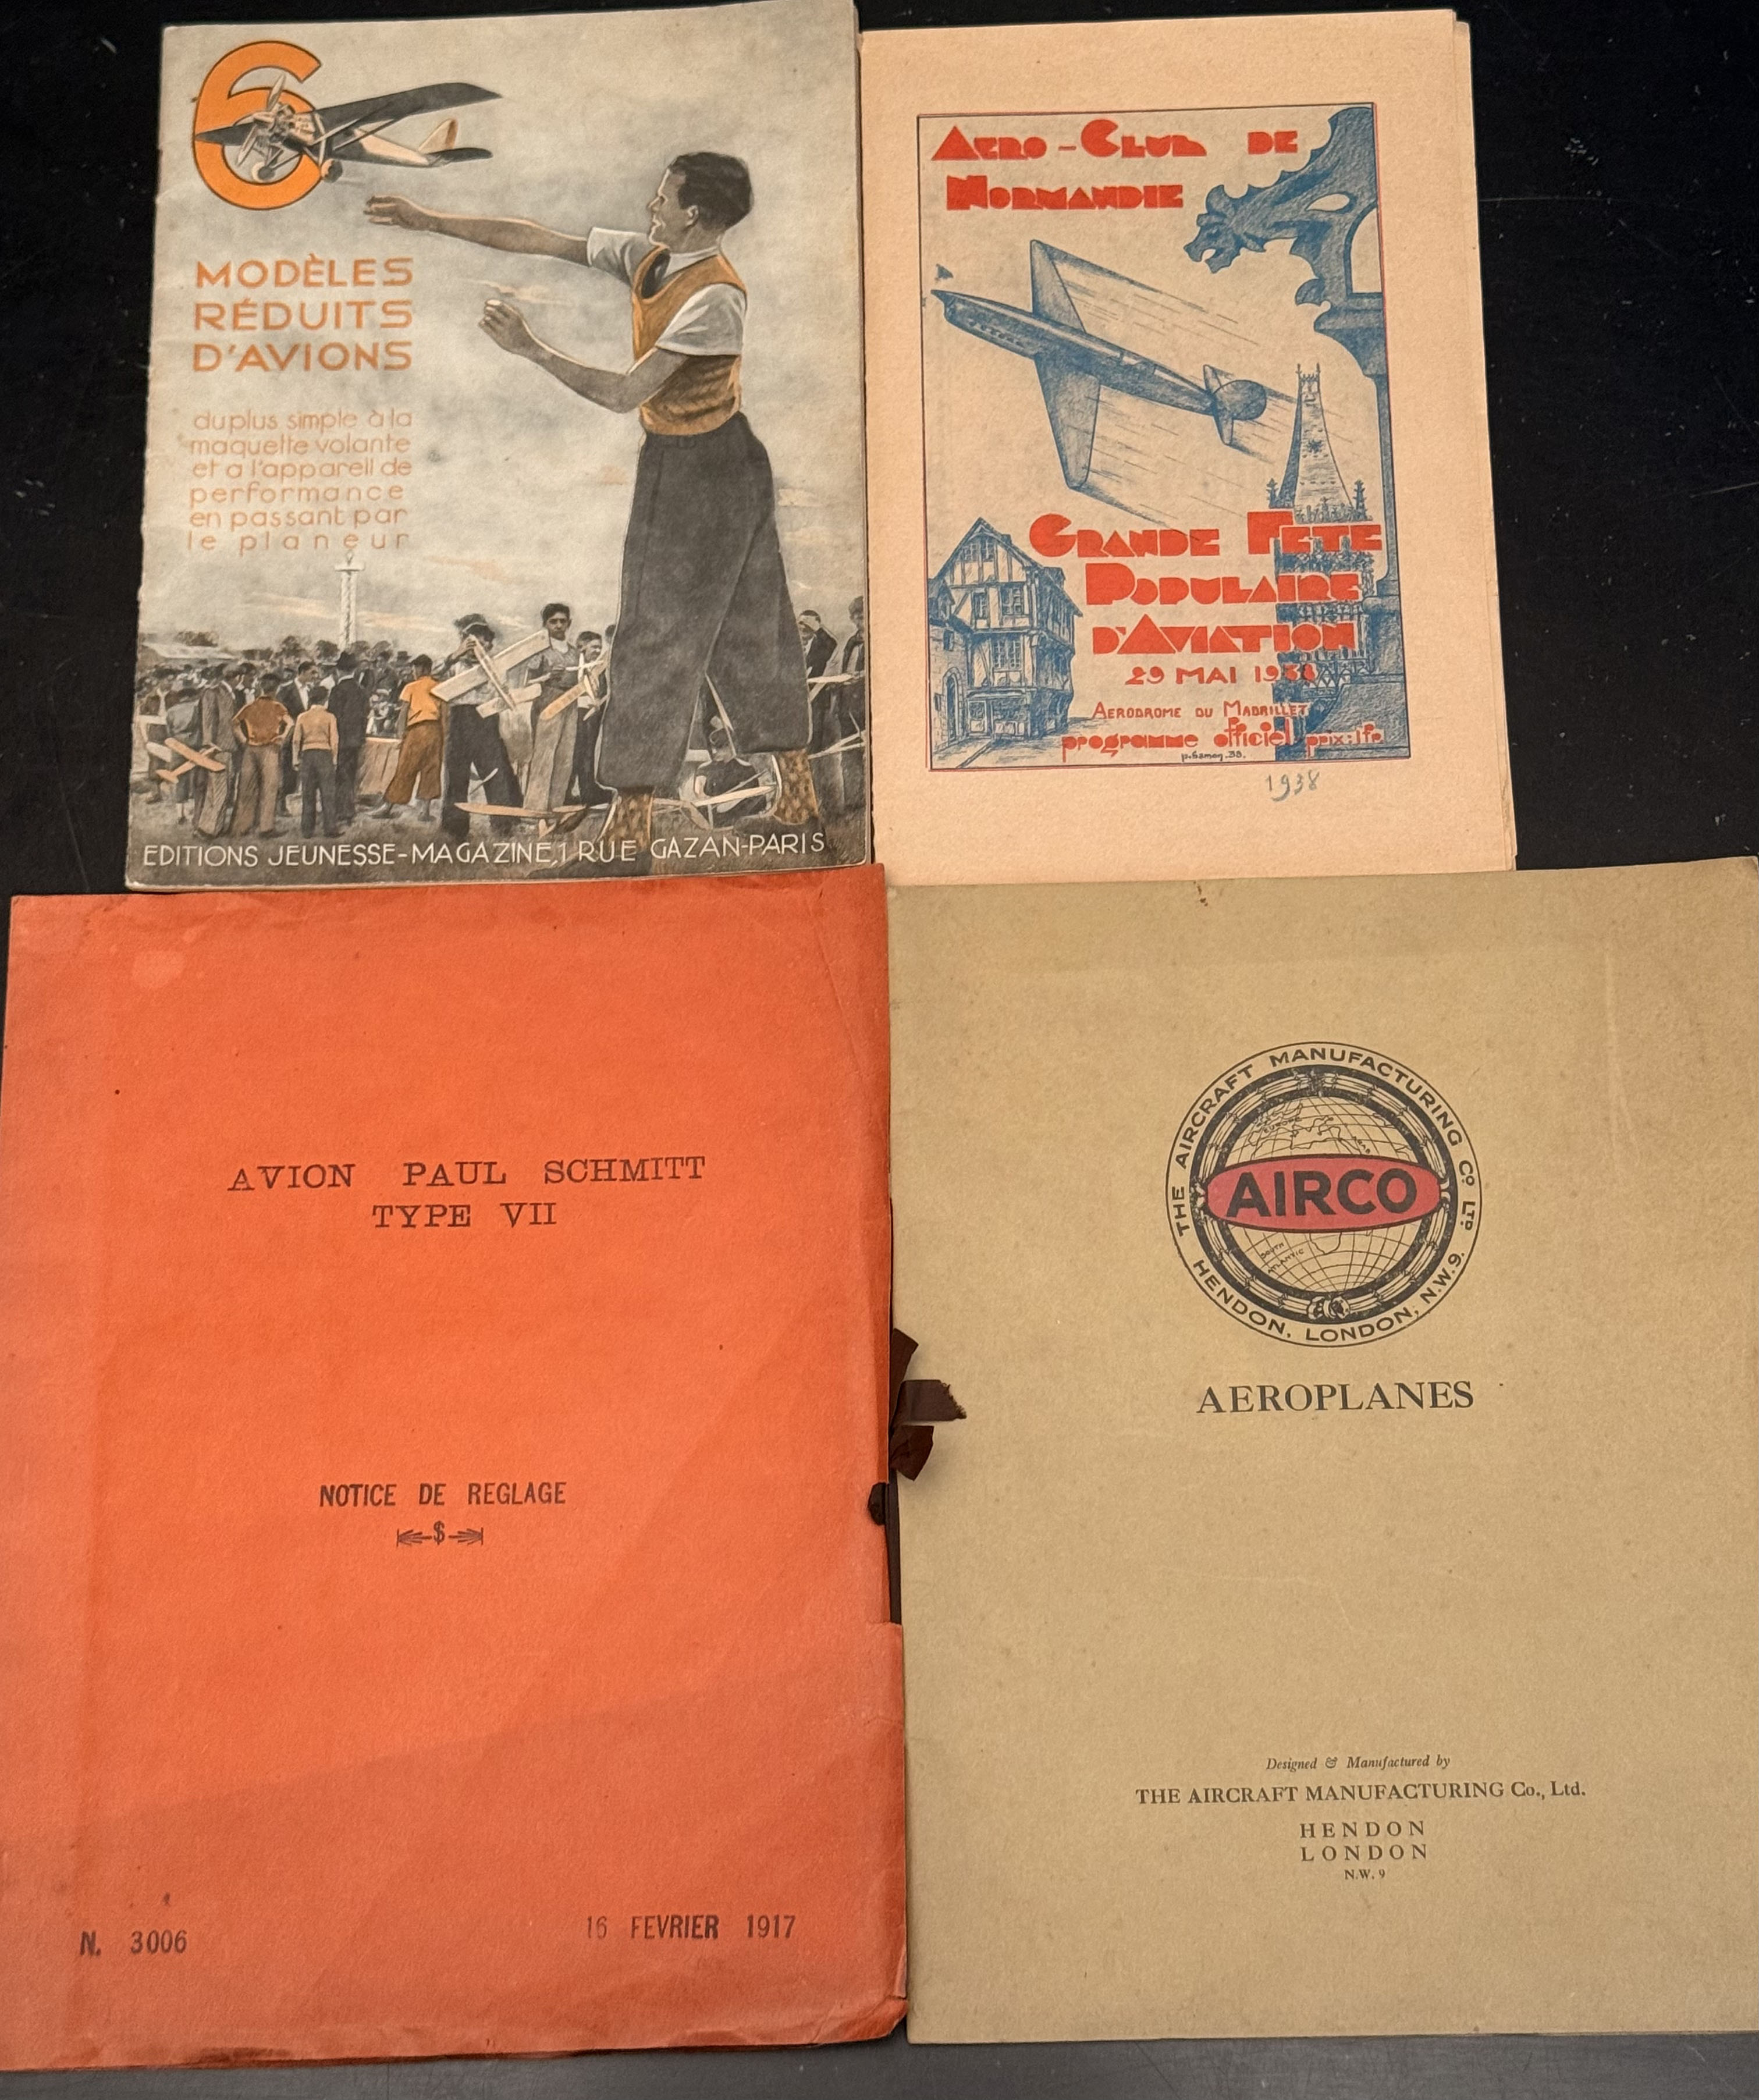 6
MODÈLES
RÉDUITS
D'AVIONS
du plus simple à la
maquette volante
et a l'appareil de
performance
en passant par
le planeur
EDITIONS JEUNESSE-MAGAZINE, 1 RUE GAZAN-PARIS
AERO-CLUB DE
NORMANDIE
GRANDE FETE
POPULAIRE
D'AVIATION
29 MAI 1938
AERODROME DU MADRILLET
programme officiel prix: 1fr.
1938
AVION PAUL SCHMITT
TYPE VII
NOTICE DE REGLAGE
$
N. 3006
16 FEVRIER 1917
THE AIRCRAFT MANUFACTURING Co LTD.
HENDON, LONDON, N.W.9.
AIRCO
SOUTH
ATLANTIC
AEROPLANES
Designed & Manufactured by
THE AIRCRAFT MANUFACTURING Co., Ltd.
HENDON
LONDON
N.W. 9